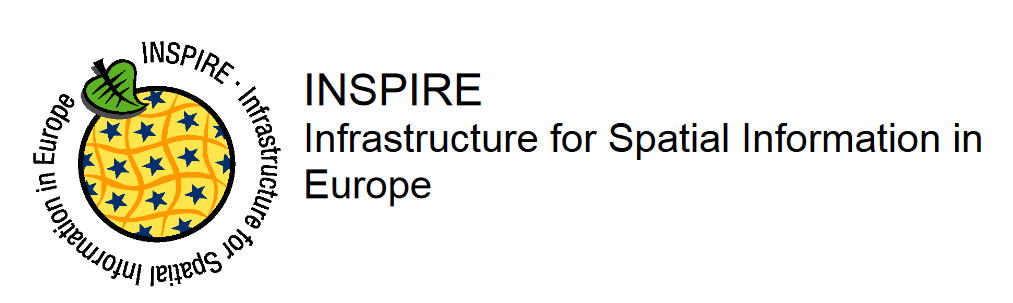 INSPIRE · Infrastructure for Spatial Information in Europe
INSPIRE
Infrastructure for Spatial Information in
Europe